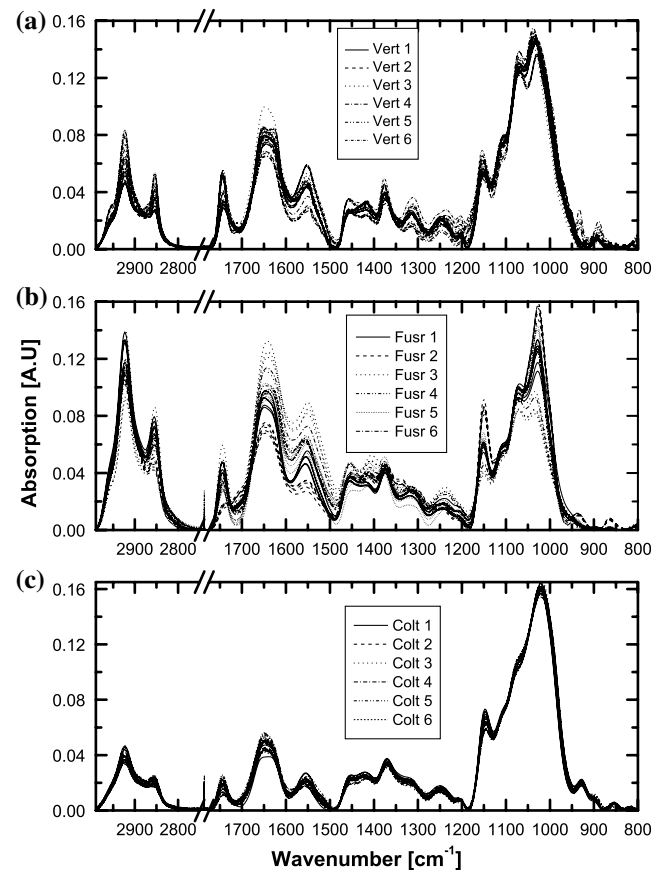 (a)
0.16
0.12
0.08
0.04
0.00
Vert 1
Vert 2
Vert 3
Vert 4
Vert 5
Vert 6
2900 2800 1700 1600 1500 1400 1300 1200 1100 1000 900 800
(b)
0.16
0.12
0.08
0.04
0.00
Fusr 1
Fusr 2
Fusr 3
Fusr 4
Fusr 5
Fusr 6
2900 2800 1700 1600 1500 1400 1300 1200 1100 1000 900 800
Absorption [A.U]
(c)
0.16
0.12
0.08
0.04
0.00
Colt 1
Colt 2
Colt 3
Colt 4
Colt 5
Colt 6
2900 2800 1700 1600 1500 1400 1300 1200 1100 1000 900 800
Wavenumber [cm⁻¹]